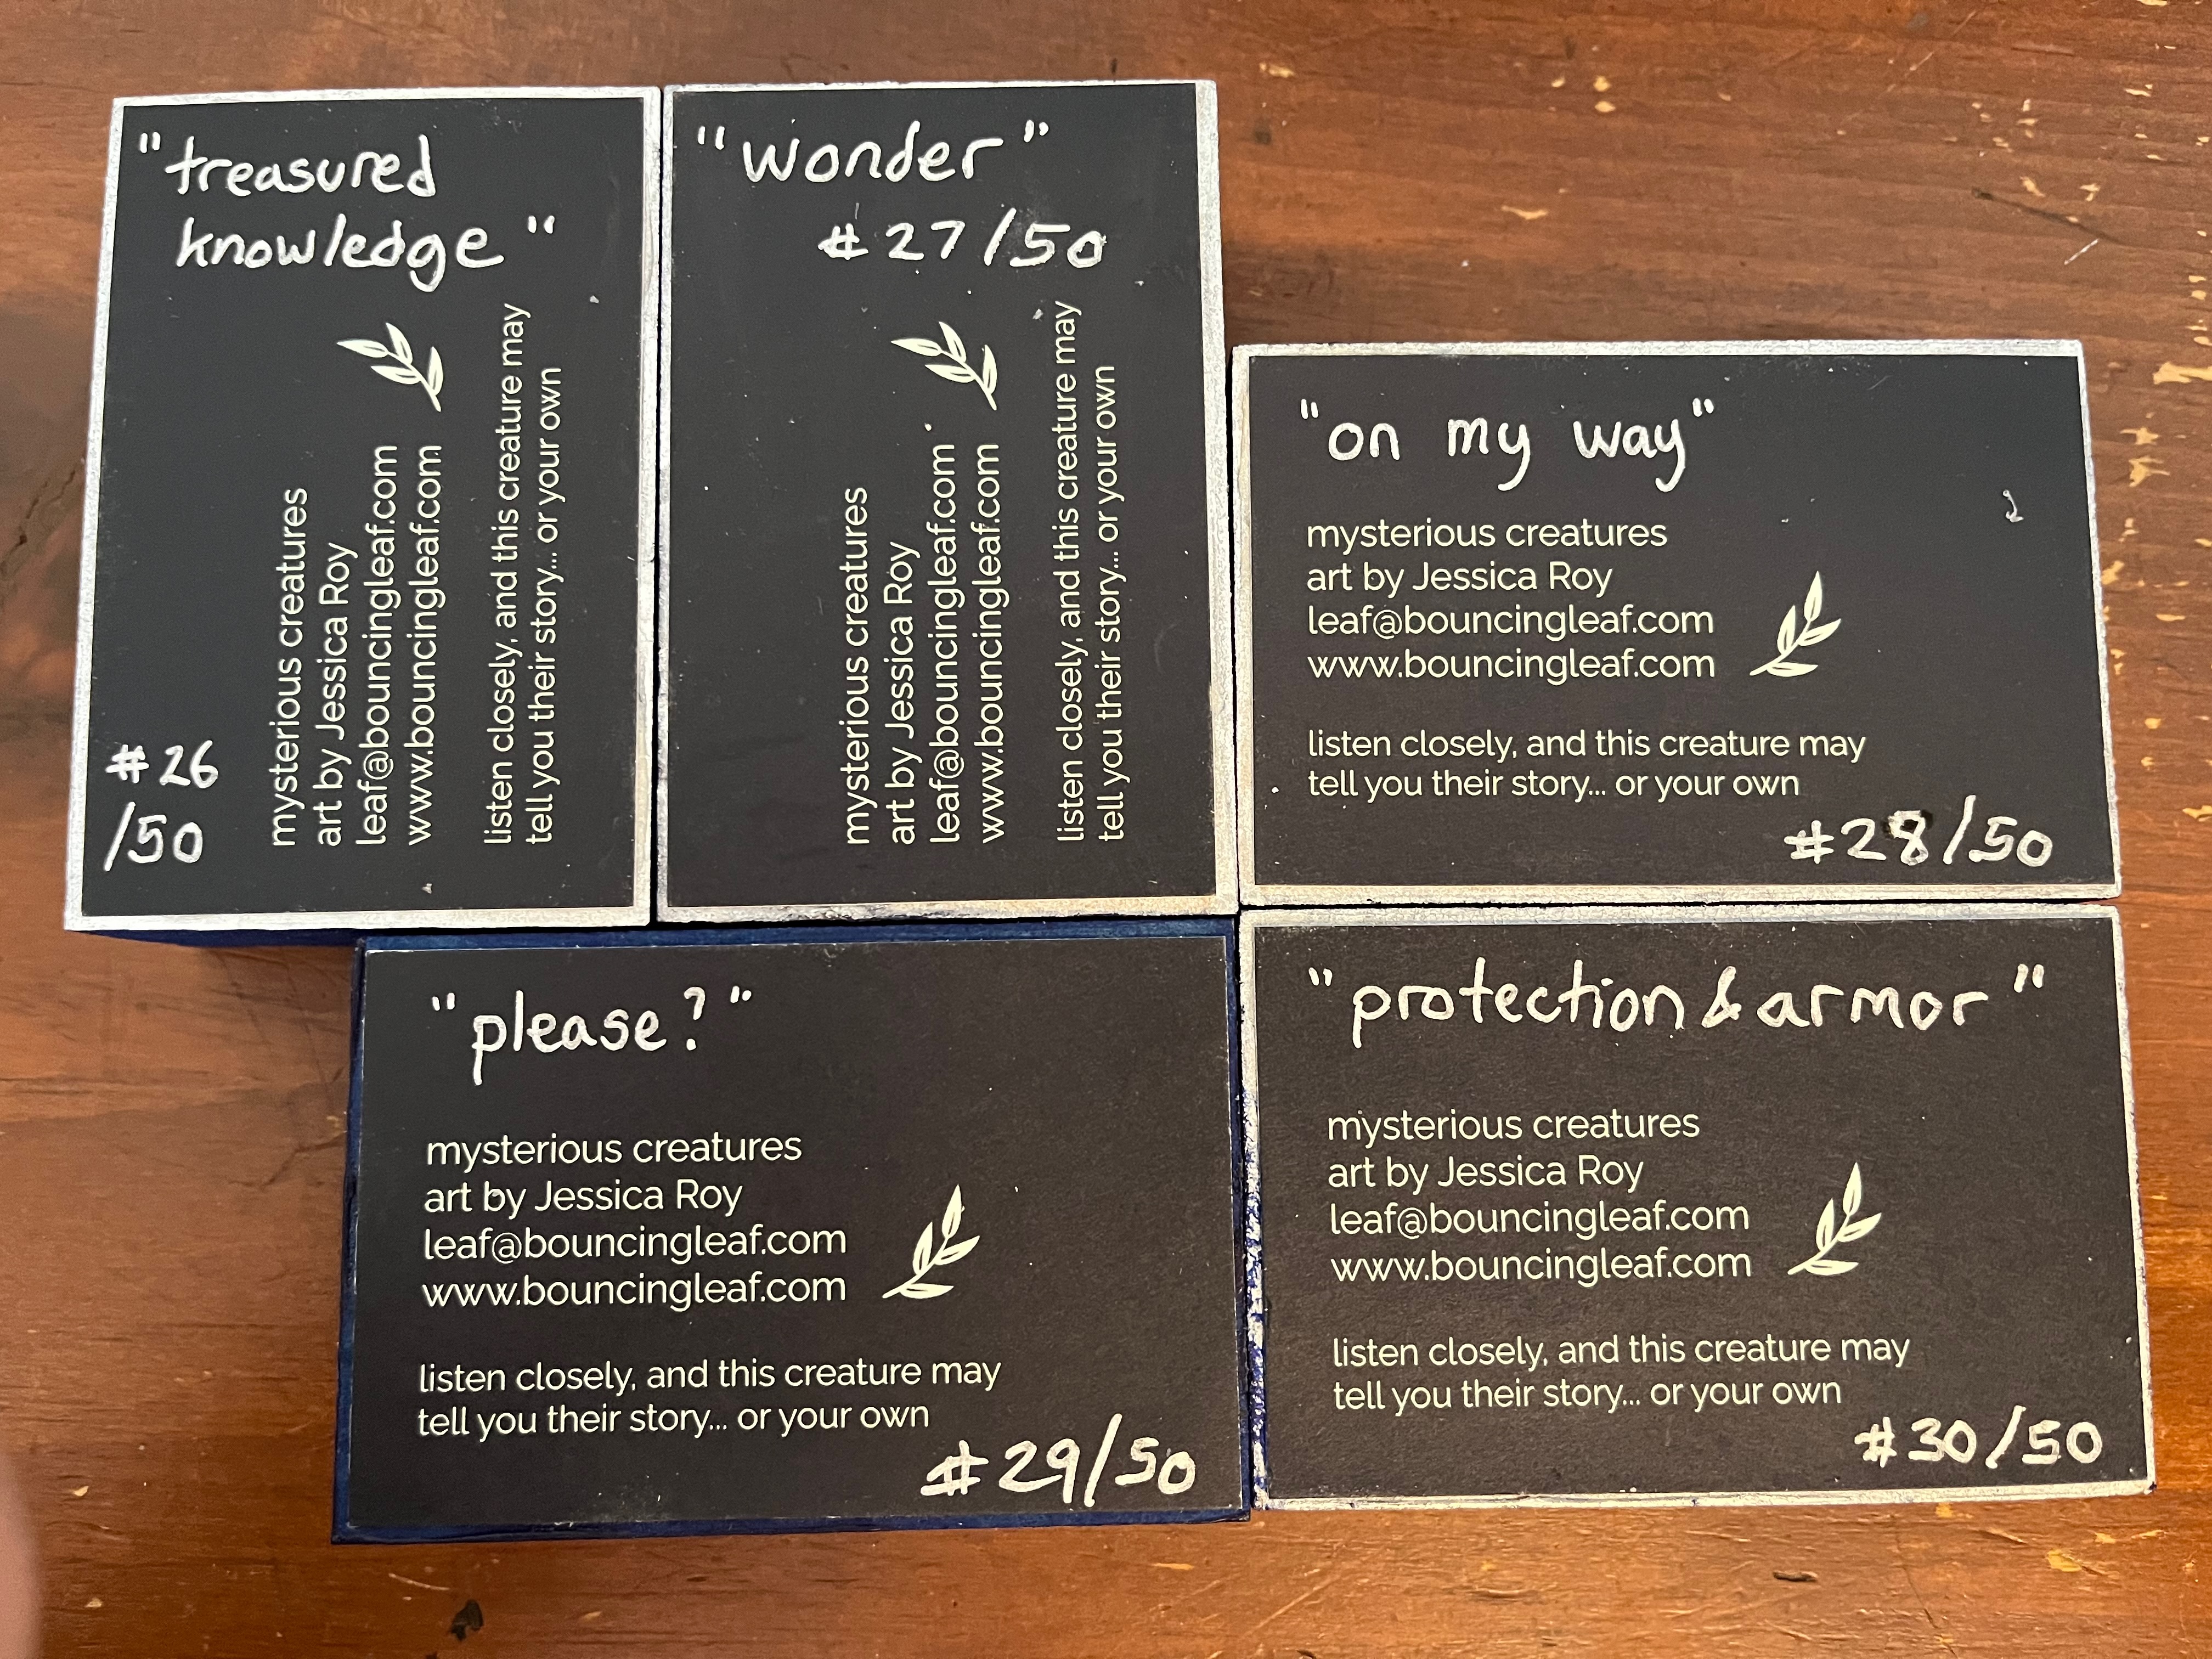 "treasured
knowledge"
#26
/50
mysterious creatures
art by Jessica Roy
leaf@bouncingleaf.com
www.bouncingleaf.com
listen closely, and this creature may
tell you their story... or your own
"wonder"
#27/50
mysterious creatures
art by Jessica Roy
leaf@bouncingleaf.com
www.bouncingleaf.com
listen closely, and this creature may
tell you their story... or your own
"on my way"
mysterious creatures
art by Jessica Roy
leaf@bouncingleaf.com
www.bouncingleaf.com
listen closely, and this creature may
tell you their story... or your own
#28/50
"please?"
mysterious creatures
art by Jessica Roy
leaf@bouncingleaf.com
www.bouncingleaf.com
listen closely, and this creature may
tell you their story... or your own
#29/50
"protection & armor"
mysterious creatures
art by Jessica Roy
leaf@bouncingleaf.com
www.bouncingleaf.com
listen closely, and this creature may
tell you their story... or your own
#30/50